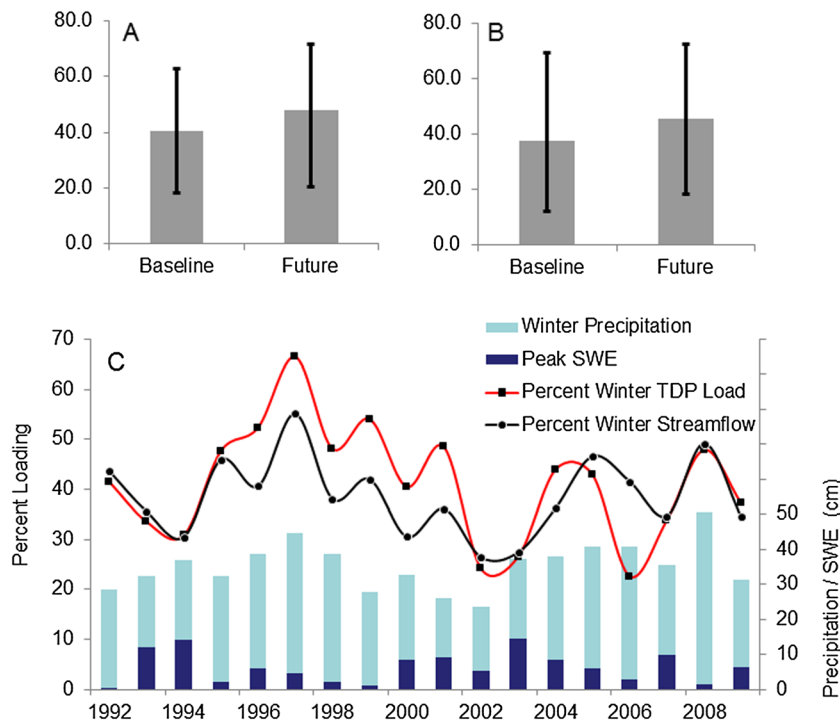 80.0
60.0
40.0
20.0
0.0
A
Baseline
Future
80.0
60.0
40.0
20.0
0.0
B
Baseline
Future
Percent Loading
70
60
50
40
30
20
10
0
C
Winter Precipitation
Peak SWE
Percent Winter TDP Load
Percent Winter Streamflow
50
40
30
20
10
0
Precipitation / SWE (cm)
1992 1994 1996 1998 2000 2002 2004 2006 2008